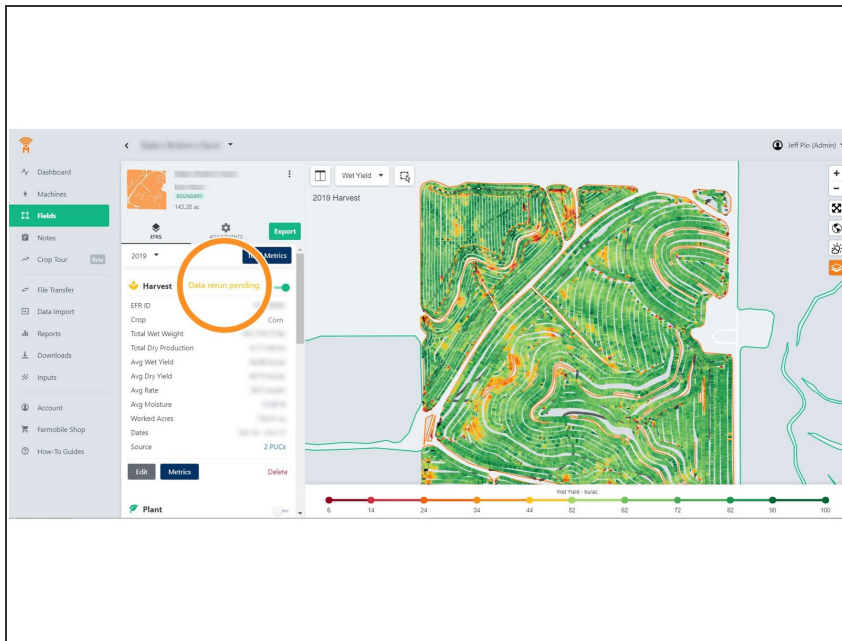 Jeff Pio (Admin)
Dashboard
Machines
Fields
Notes
Crop Tour Beta
File Transfer
Data Import
Reports
Downloads
Inputs
Account
Farmobile Shop
How-To Guides
BOUNDARY
143.28 ac
EFRS
ADJUSTMENTS
Export
2019
Metrics
Harvest
Data rerun pending
EFR ID
Crop Corn
Total Wet Weight
Total Dry Production
Avg Wet Yield
Avg Dry Yield
Avg Rate
Avg Moisture
Worked Acres
Dates
Source 2 PUCs
Edit Metrics Delete
Plant
Wet Yield
2019 Harvest
+
−
Wet Yield - bu/ac
6 14 24 34 44 52 62 72 82 90 100